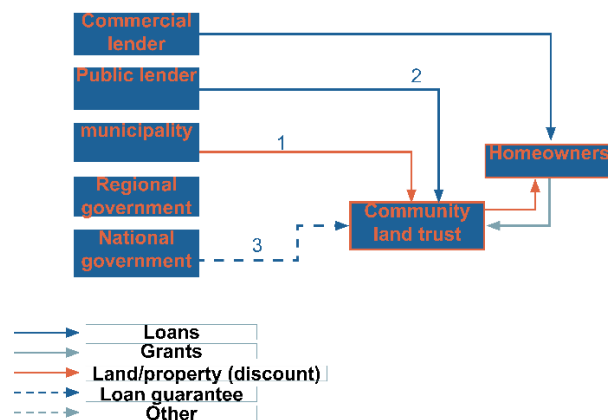 Commercial
lender
Public lender
2
municipality
1
Homeowners
Regional
government
Community
land trust
National
government
3
Loans
Grants
Land/property (discount)
Loan guarantee
Other